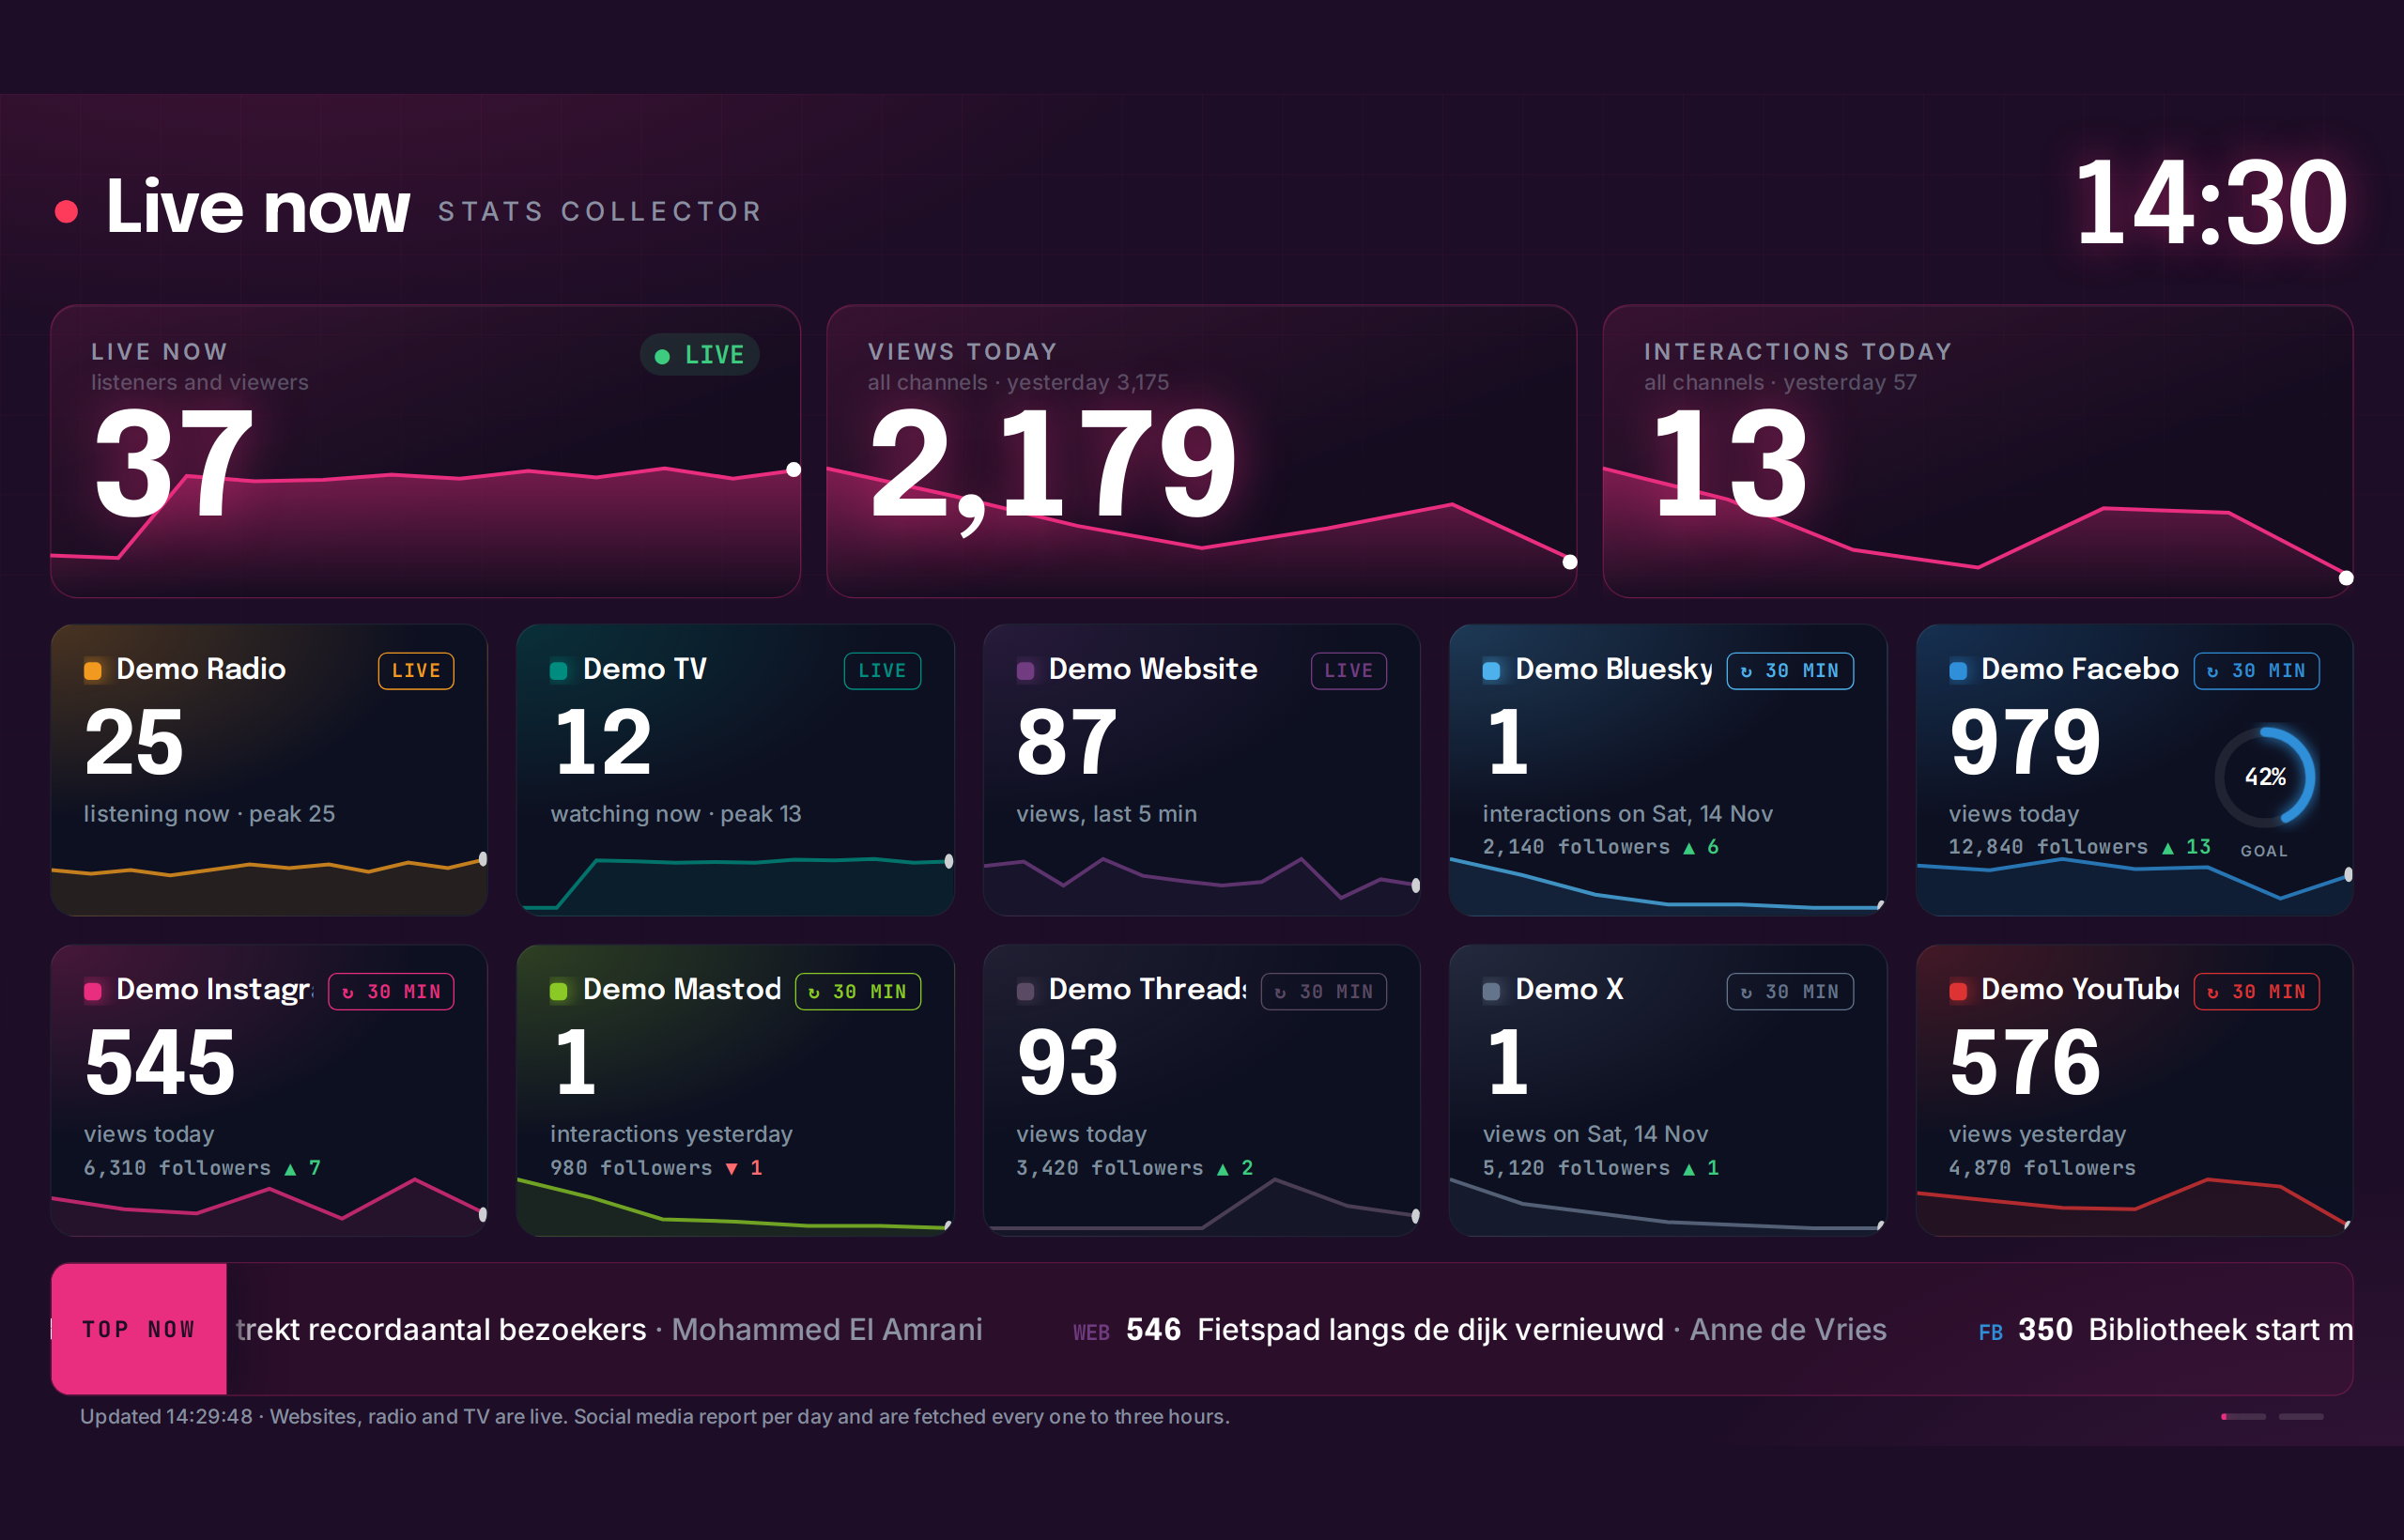 Live now STATS COLLECTOR
14:30
LIVE NOW
LIVE
listeners and viewers
37
VIEWS TODAY
all channels · yesterday 3,175
2,179
INTERACTIONS TODAY
all channels · yesterday 57
13
Demo Radio LIVE
25
listening now · peak 25
Demo TV LIVE
12
watching now · peak 13
Demo Website LIVE
87
views, last 5 min
Demo Bluesky ↻ 30 MIN
1
interactions on Sat, 14 Nov
2,140 followers ▲ 6
Demo Facebo ↻ 30 MIN
979
42%
views today
12,840 followers ▲ 13
GOAL
Demo Instagr ↻ 30 MIN
545
views today
6,310 followers ▲ 7
Demo Mastod ↻ 30 MIN
1
interactions yesterday
980 followers ▼ 1
Demo Threads ↻ 30 MIN
93
views today
3,420 followers ▲ 2
Demo X ↻ 30 MIN
1
views on Sat, 14 Nov
5,120 followers ▲ 1
Demo YouTube ↻ 30 MIN
576
views yesterday
4,870 followers
TOP NOW trekt recordaantal bezoekers · Mohammed El Amrani WEB 546 Fietspad langs de dijk vernieuwd · Anne de Vries FB 350 Bibliotheek start m
Updated 14:29:48 · Websites, radio and TV are live. Social media report per day and are fetched every one to three hours.